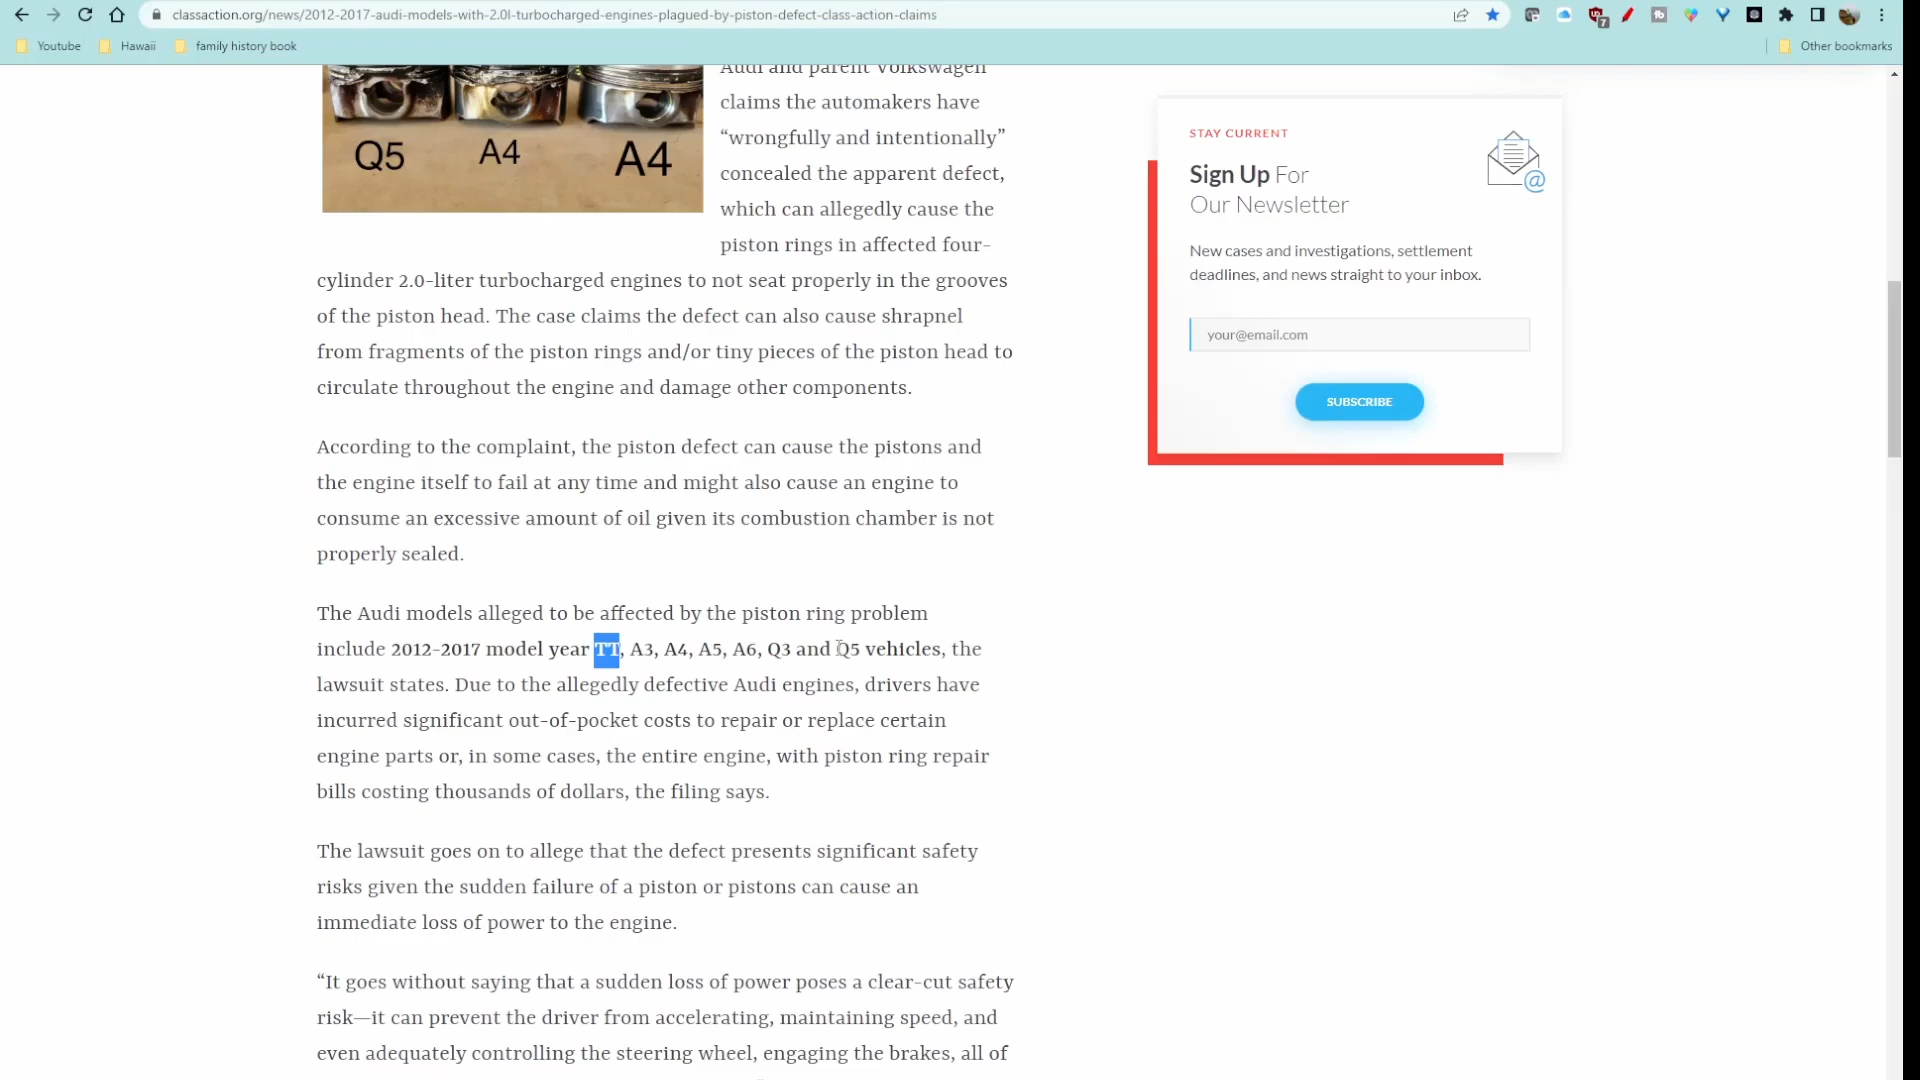 classaction.org/news/2012-2017-audi-models-with-2.0l-turbocharged-engines-plagued-by-piston-defect-class-action-claims
7
Youtube
Hawaii
family history book
Other bookmarks
Q5
A4
A4
Audi and parent Volkswagen
claims the automakers have
“wrongfully and intentionally”
concealed the apparent defect,
which can allegedly cause the
piston rings in affected four-
cylinder 2.0-liter turbocharged engines to not seat properly in the grooves
of the piston head. The case claims the defect can also cause shrapnel
from fragments of the piston rings and/or tiny pieces of the piston head to
circulate throughout the engine and damage other components.
According to the complaint, the piston defect can cause the pistons and
the engine itself to fail at any time and might also cause an engine to
consume an excessive amount of oil given its combustion chamber is not
properly sealed.
The Audi models alleged to be affected by the piston ring problem
include 2012-2017 model year TT, A3, A4, A5, A6, Q3 and Q5 vehicles, the
lawsuit states. Due to the allegedly defective Audi engines, drivers have
incurred significant out-of-pocket costs to repair or replace certain
engine parts or, in some cases, the entire engine, with piston ring repair
bills costing thousands of dollars, the filing says.
The lawsuit goes on to allege that the defect presents significant safety
risks given the sudden failure of a piston or pistons can cause an
immediate loss of power to the engine.
“It goes without saying that a sudden loss of power poses a clear-cut safety
risk—it can prevent the driver from accelerating, maintaining speed, and
even adequately controlling the steering wheel, engaging the brakes, all of
STAY CURRENT
Sign Up For
Our Newsletter
@
New cases and investigations, settlement
deadlines, and news straight to your inbox.
your@email.com
SUBSCRIBE